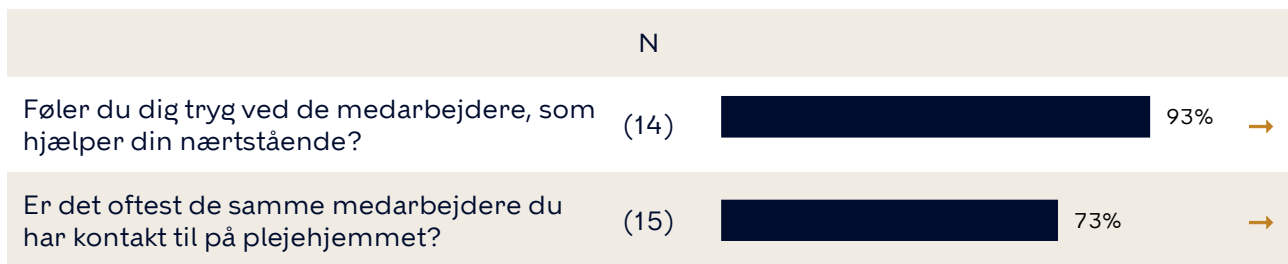 N
Føler du dig tryg ved de medarbejdere, som
hjælper din nærtstående?
(14)
93%
→
Er det oftest de samme medarbejdere du
har kontakt til på plejehjemmet?
(15)
73%
→